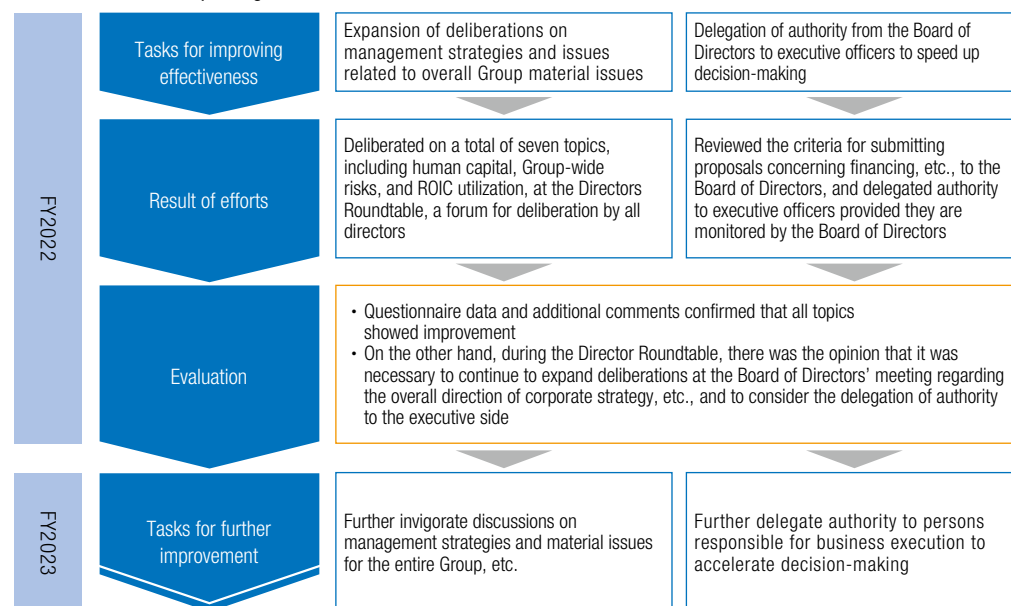 FY2022
Tasks for improving
effectiveness
Expansion of deliberations on
management strategies and issues
related to overall Group material issues
Delegation of authority from the Board of
Directors to executive officers to speed up
decision-making
Result of efforts
Deliberated on a total of seven topics,
including human capital, Group-wide
risks, and ROIC utilization, at the Directors
Roundtable, a forum for deliberation by all
directors
Reviewed the criteria for submitting
proposals concerning financing, etc., to the
Board of Directors, and delegated authority
to executive officers provided they are
monitored by the Board of Directors
Evaluation
• Questionnaire data and additional comments confirmed that all topics
showed improvement
• On the other hand, during the Director Roundtable, there was the opinion that it was
necessary to continue to expand deliberations at the Board of Directors’ meeting regarding
the overall direction of corporate strategy, etc., and to consider the delegation of authority
to the executive side
FY2023
Tasks for further
improvement
Further invigorate discussions on
management strategies and material issues
for the entire Group, etc.
Further delegate authority to persons
responsible for business execution to
accelerate decision-making